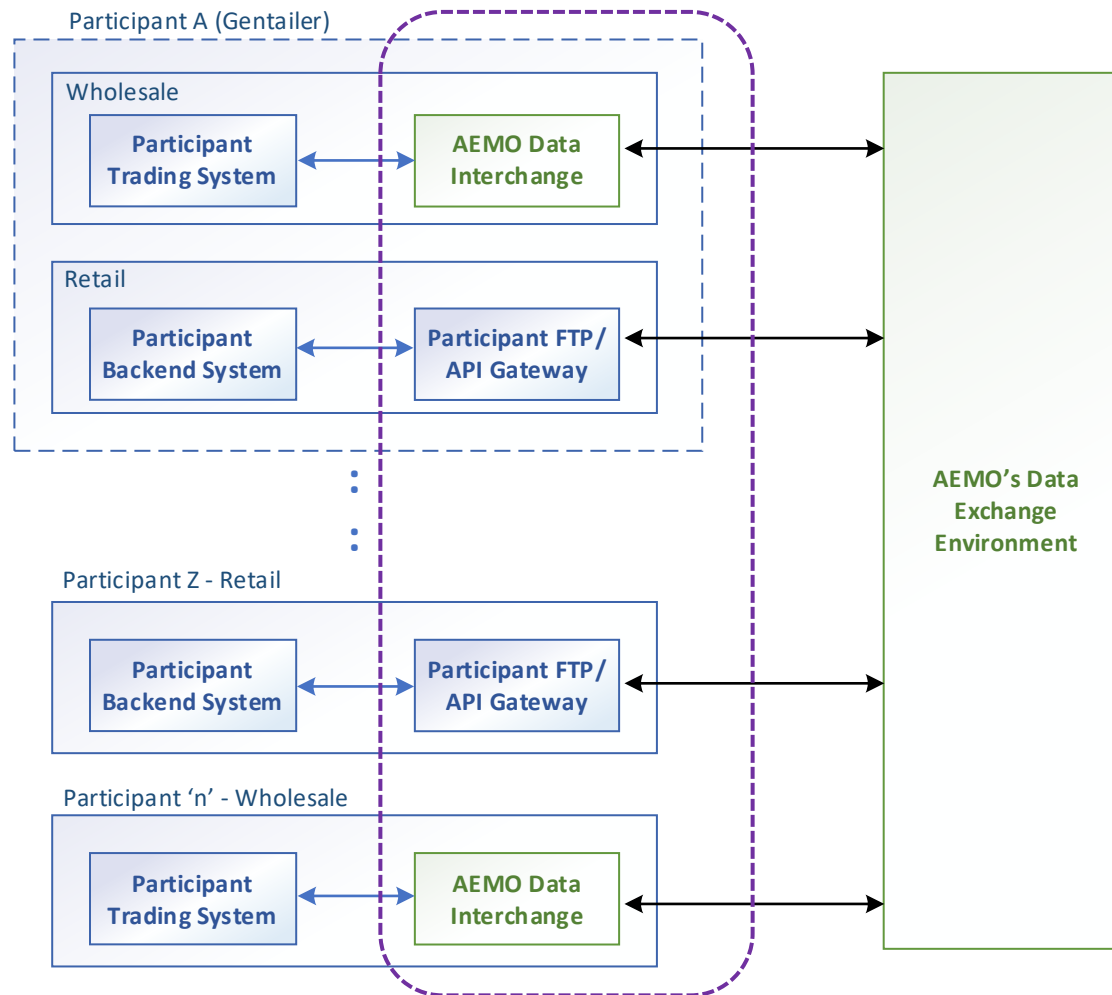 Participant A (Gentailer)
Wholesale
Participant
Trading System
AEMO Data
Interchange
Retail
Participant
Backend System
Participant FTP/
API Gateway
AEMO’s Data
Exchange
Environment
Participant Z - Retail
Participant
Backend System
Participant FTP/
API Gateway
Participant ‘n’ - Wholesale
Participant
Trading System
AEMO Data
Interchange